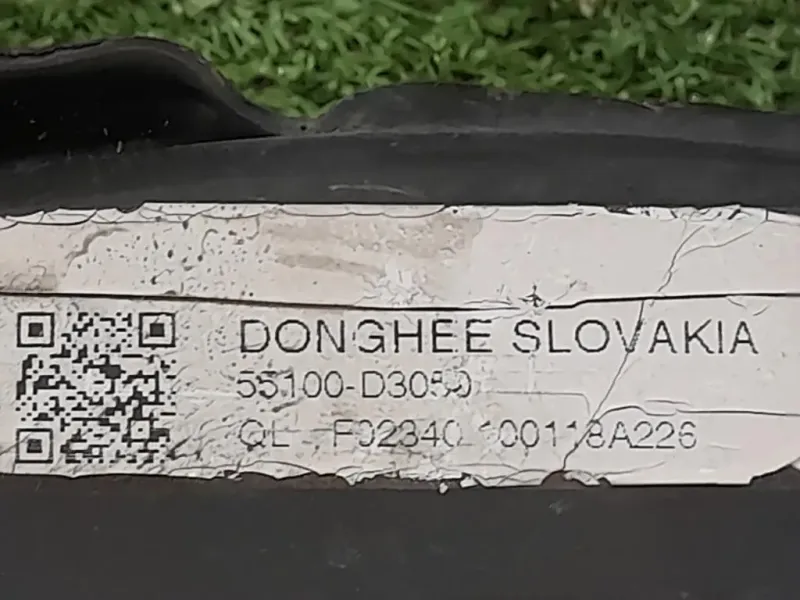 DONGHEE SLOVAKIA
55100-D3050
QL F02340 100118A226